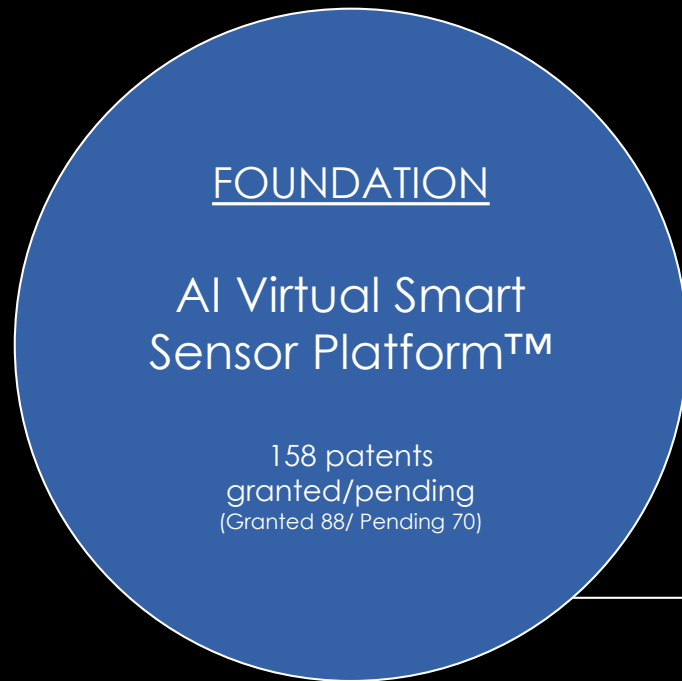 FOUNDATION
AI Virtual Smart
Sensor Platform™
158 patents
granted/pending
(Granted 88/ Pending 70)